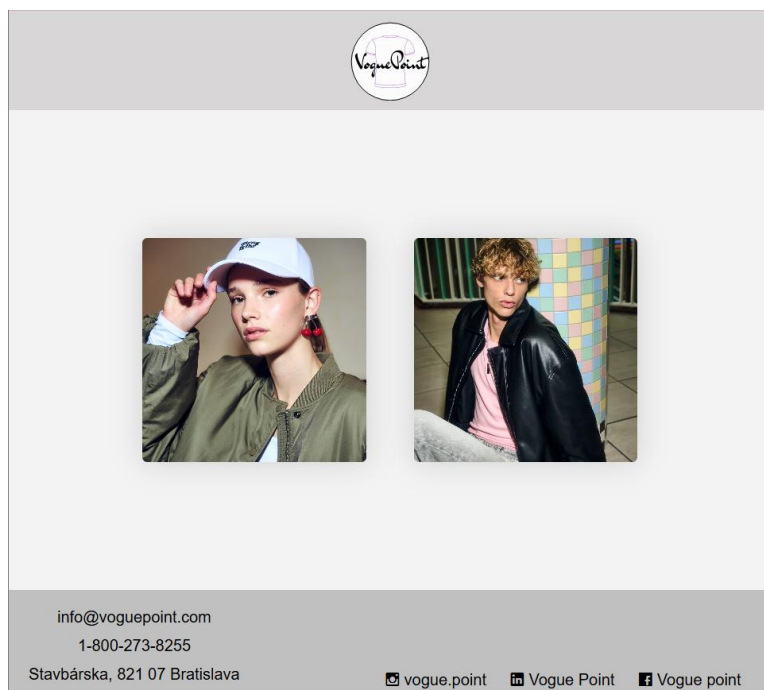 VoguePoint
info@voguepoint.com
1-800-273-8255
Stavbárska, 821 07 Bratislava
vogue.point
Vogue Point
Vogue point